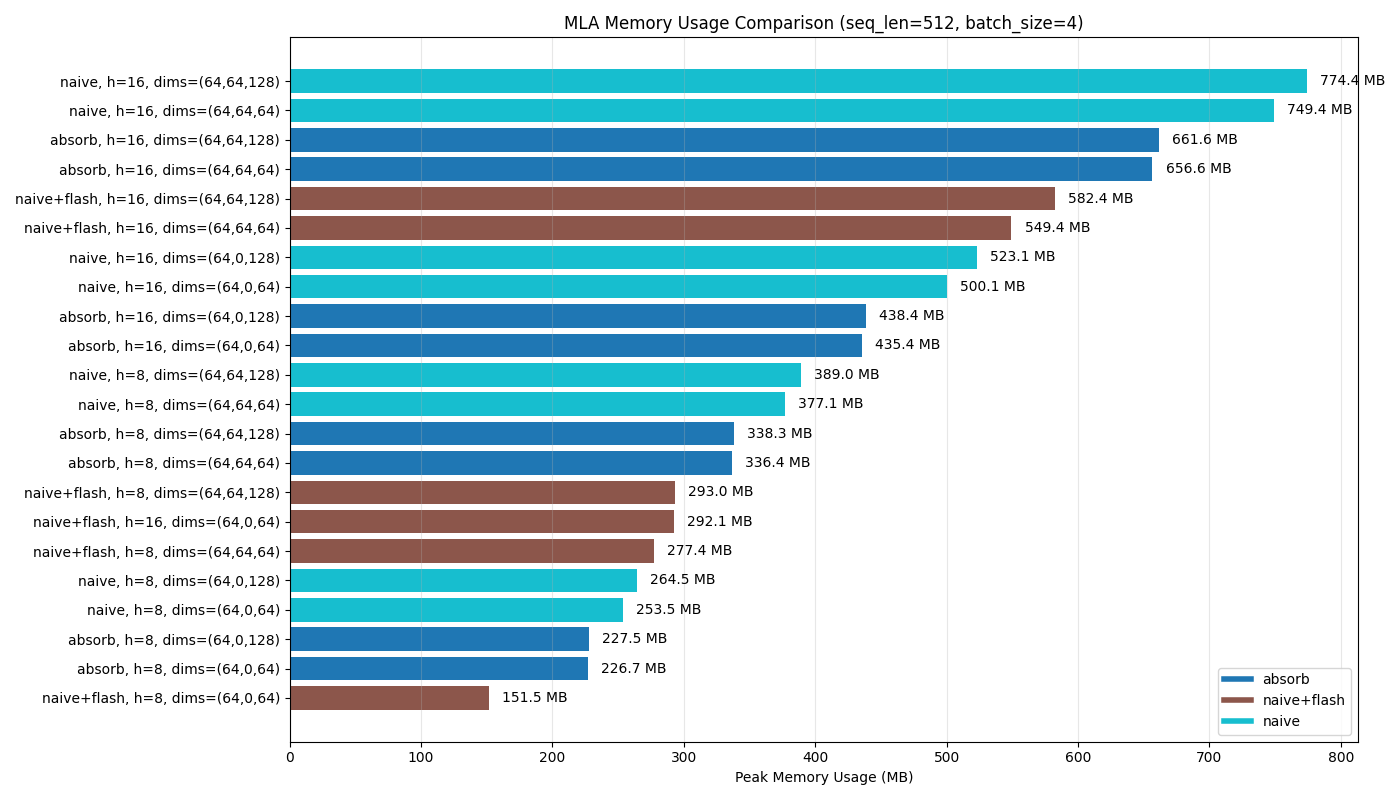 MLA Memory Usage Comparison (seq_len=512, batch_size=4)
naive, h=16, dims=(64,64,128) 774.4 MB
naive, h=16, dims=(64,64,64) 749.4 MB
absorb, h=16, dims=(64,64,128) 661.6 MB
absorb, h=16, dims=(64,64,64) 656.6 MB
naive+flash, h=16, dims=(64,64,128) 582.4 MB
naive+flash, h=16, dims=(64,64,64) 549.4 MB
naive, h=16, dims=(64,0,128) 523.1 MB
naive, h=16, dims=(64,0,64) 500.1 MB
absorb, h=16, dims=(64,0,128) 438.4 MB
absorb, h=16, dims=(64,0,64) 435.4 MB
naive, h=8, dims=(64,64,128) 389.0 MB
naive, h=8, dims=(64,64,64) 377.1 MB
absorb, h=8, dims=(64,64,128) 338.3 MB
absorb, h=8, dims=(64,64,64) 336.4 MB
naive+flash, h=8, dims=(64,64,128) 293.0 MB
naive+flash, h=16, dims=(64,0,64) 292.1 MB
naive+flash, h=8, dims=(64,64,64) 277.4 MB
naive, h=8, dims=(64,0,128) 264.5 MB
naive, h=8, dims=(64,0,64) 253.5 MB
absorb, h=8, dims=(64,0,128) 227.5 MB
absorb, h=8, dims=(64,0,64) 226.7 MB
naive+flash, h=8, dims=(64,0,64) 151.5 MB
absorb
naive+flash
naive
0 100 200 300 400 500 600 700 800
Peak Memory Usage (MB)